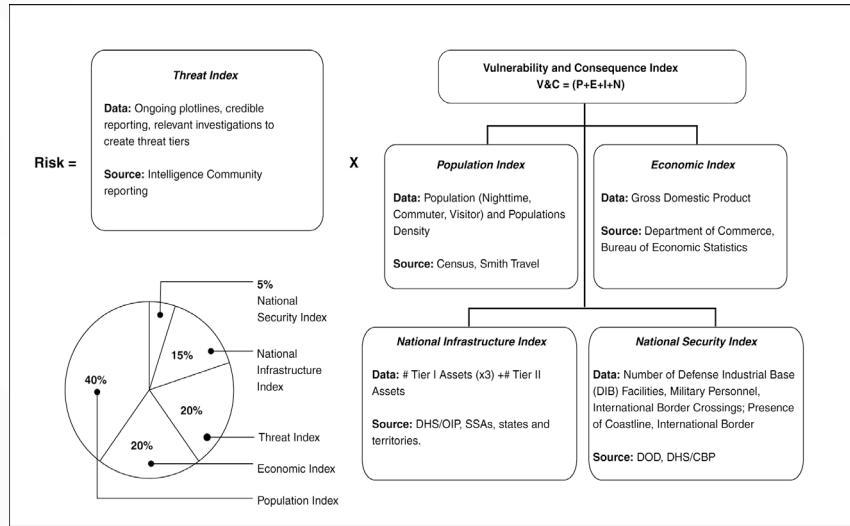 Threat Index
Data: Ongoing plotlines, credible
reporting, relevant investigations to
create threat tiers
Source: Intelligence Community
reporting
Risk =
X
Vulnerability and Consequence Index
V&C = (P+E+I+N)
Population Index
Data: Population (Nighttime,
Commuter, Visitor) and Populations
Density
Source: Census, Smith Travel
Economic Index
Data: Gross Domestic Product
Source: Department of Commerce,
Bureau of Economic Statistics
National Infrastructure Index
Data: # Tier I Assets (x3) +# Tier II
Assets
Source: DHS/OIP, SSAs, states and
territories.
National Security Index
Data: Number of Defense Industrial Base
(DIB) Facilities, Military Personnel,
International Border Crossings; Presence
of Coastline, International Border
Source: DOD, DHS/CBP
5%
National
Security Index
15%
National
Infrastructure
Index
40%
20%
Threat Index
20%
Economic Index
Population Index